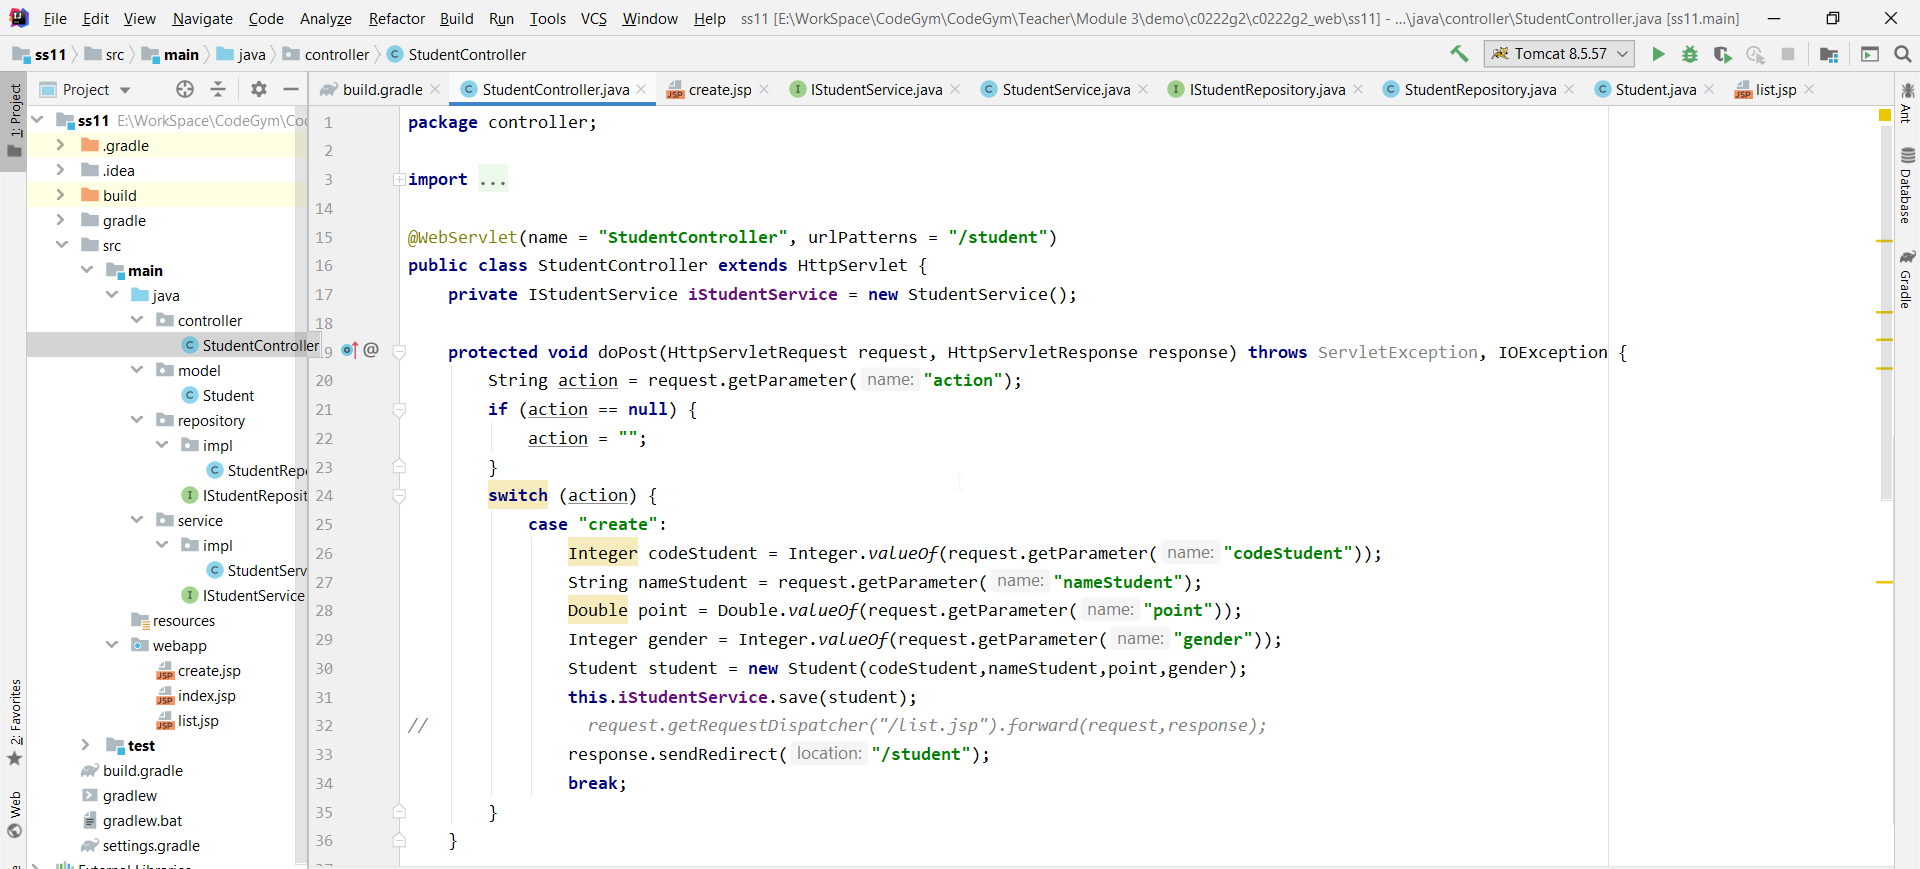 File Edit View Navigate Code Analyze Refactor Build Run Tools VCS Window Help ss11 [E:\WorkSpace\CodeGym\CodeGym\Teacher\Module 3\demo\c0222g2\c0222g2_web\ss11] - ...\java\controller\StudentController.java [ss11.main]
ss11 src main java controller StudentController Tomcat 8.5.57
Project
build.gradle StudentController.java create.jsp IStudentService.java StudentService.java IStudentRepository.java StudentRepository.java Student.java list.jsp
1: Project
2: Favorites
Web
Ant
Database
Gradle
ss11 E:\WorkSpace\CodeGym\Co
.gradle
.idea
build
gradle
src
main
java
controller
StudentController
model
Student
repository
impl
StudentRep
IStudentReposit
service
impl
StudentServ
IStudentService
resources
webapp
create.jsp
index.jsp
list.jsp
test
build.gradle
gradlew
gradlew.bat
settings.gradle
External Libraries
1 package controller;
2
3 import ...
14
15 @WebServlet(name = "StudentController", urlPatterns = "/student")
16 public class StudentController extends HttpServlet {
17 private IStudentService iStudentService = new StudentService();
18
19 @ protected void doPost(HttpServletRequest request, HttpServletResponse response) throws ServletException, IOException {
20 String action = request.getParameter( name: "action");
21 if (action == null) {
22 action = "";
23 }
24 switch (action) {
25 case "create":
26 Integer codeStudent = Integer.valueOf(request.getParameter( name: "codeStudent"));
27 String nameStudent = request.getParameter( name: "nameStudent");
28 Double point = Double.valueOf(request.getParameter( name: "point"));
29 Integer gender = Integer.valueOf(request.getParameter( name: "gender"));
30 Student student = new Student(codeStudent,nameStudent,point,gender);
31 this.iStudentService.save(student);
32 // request.getRequestDispatcher("/list.jsp").forward(request,response);
33 response.sendRedirect( location: "/student");
34 break;
35 }
36 }